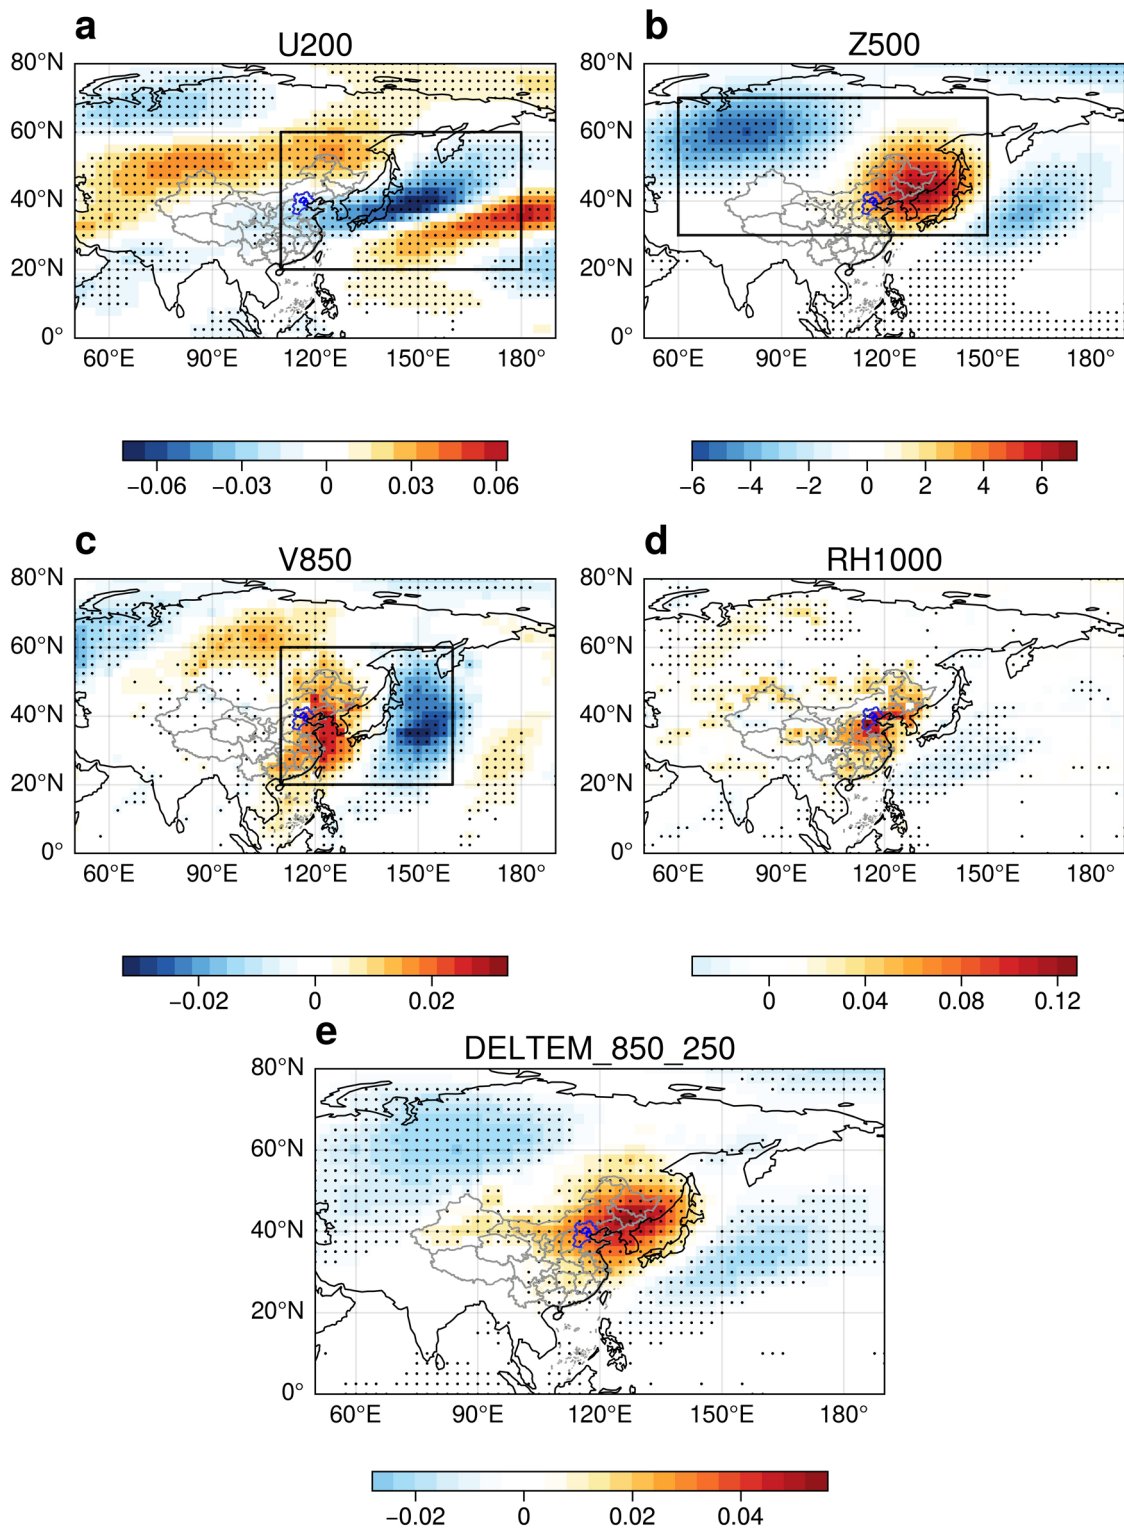 a
U200
80°N
60°N
40°N
20°N
0°
60°E 90°E 120°E 150°E 180°
−0.06 −0.03 0 0.03 0.06
b
Z500
80°N
60°N
40°N
20°N
0°
60°E 90°E 120°E 150°E 180°
−6 −4 −2 0 2 4 6
c
V850
80°N
60°N
40°N
20°N
0°
60°E 90°E 120°E 150°E 180°
−0.02 0 0.02
d
RH1000
80°N
60°N
40°N
20°N
0°
60°E 90°E 120°E 150°E 180°
0 0.04 0.08 0.12
e
DELTEM_850_250
80°N
60°N
40°N
20°N
0°
60°E 90°E 120°E 150°E 180°
−0.02 0 0.02 0.04